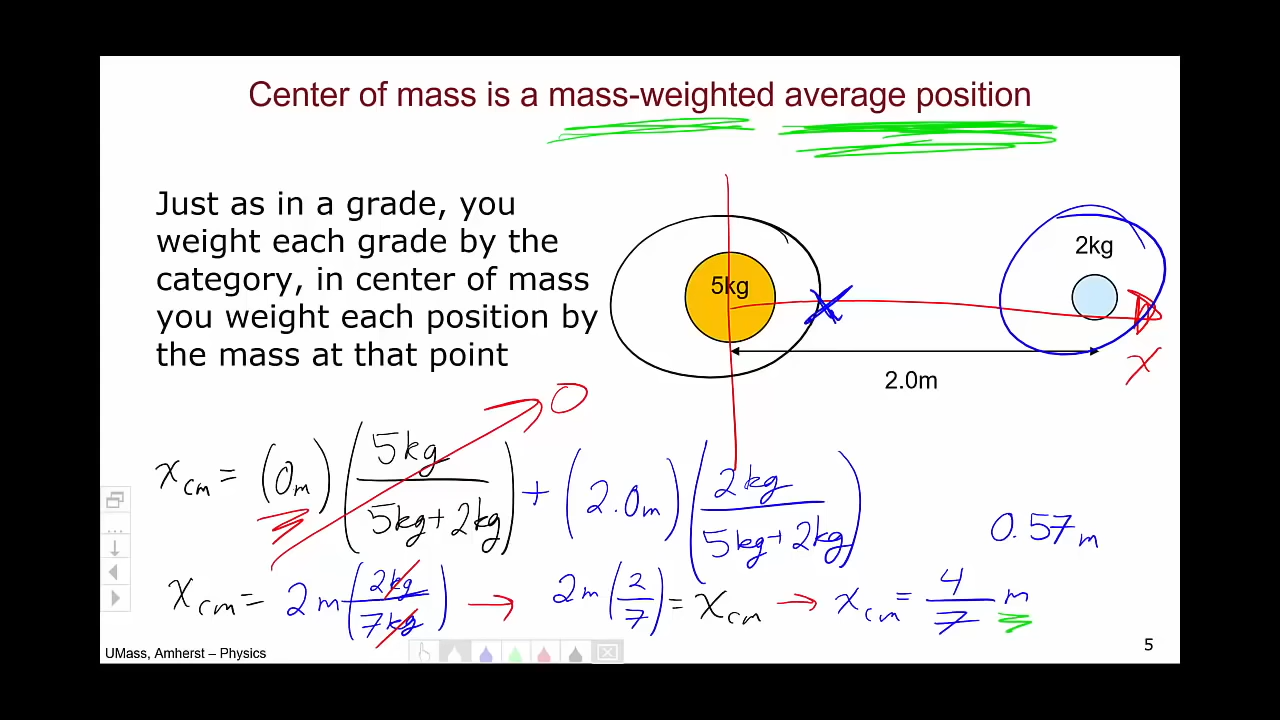 Center of mass is a mass-weighted average position
Just as in a grade, you
weight each grade by the
category, in center of mass
you weight each position by
the mass at that point
5kg
2kg
2.0m
x
0
x_cm = (0m) (5kg / 5kg+2kg) + (2.0m) (2kg / 5kg+2kg)
0.57m
x_cm = 2m (2kg / 7kg) → 2m (2/7) = x_cm → x_cm = 4/7 m
UMass, Amherst – Physics
5